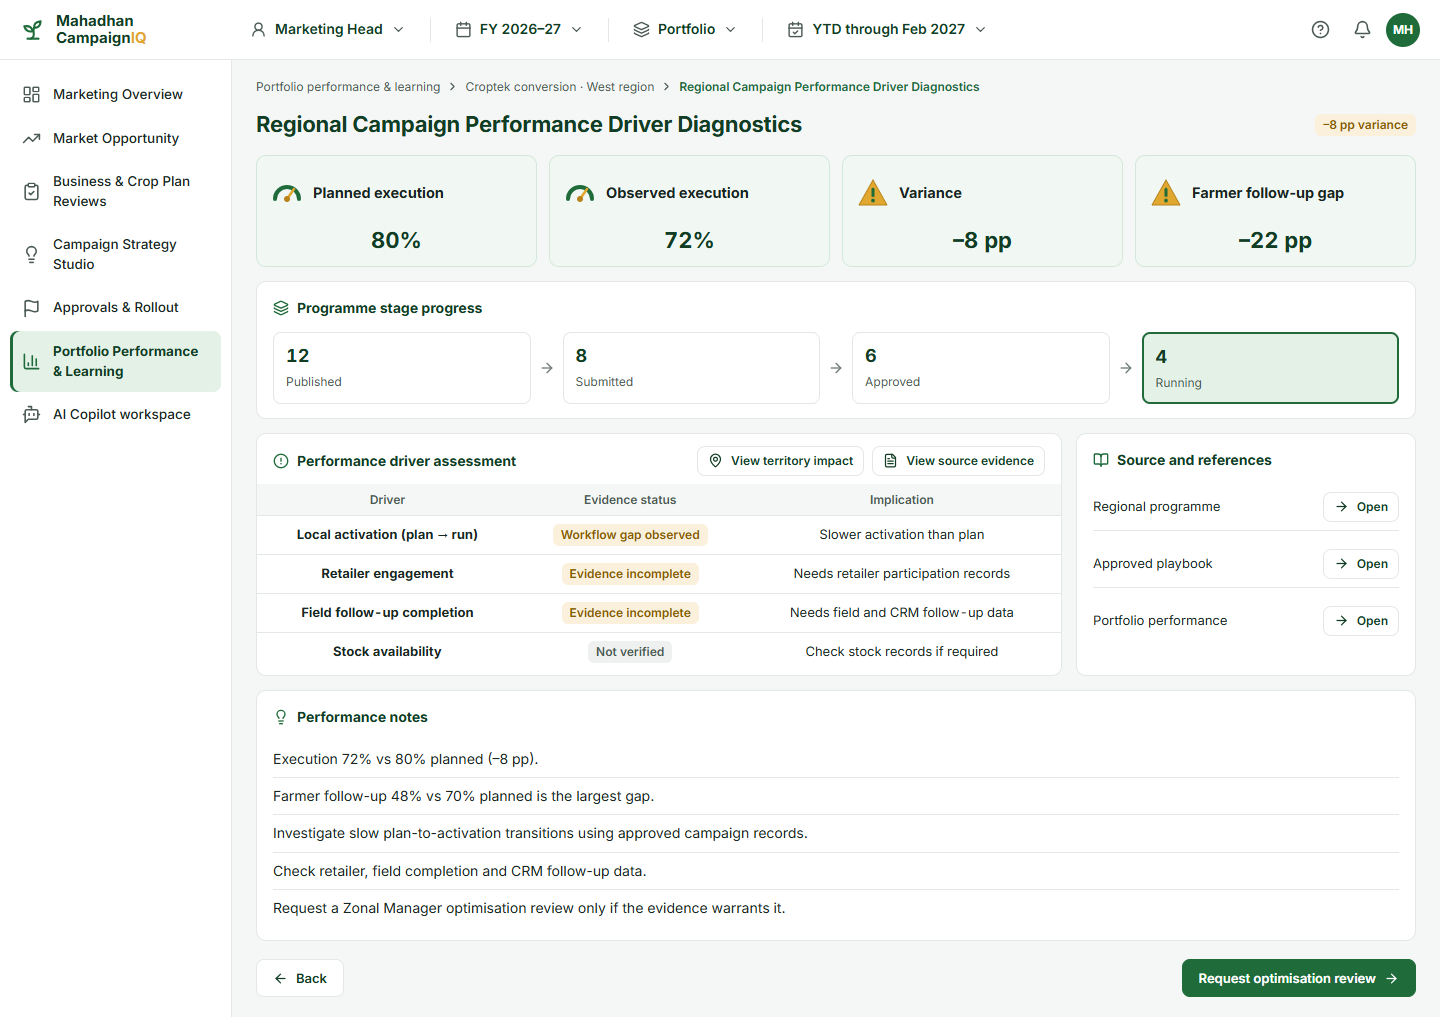 Mahadhan
CampaignIQ
Marketing Head
FY 2026–27
Portfolio
YTD through Feb 2027
MH
Marketing Overview
Market Opportunity
Business & Crop Plan
Reviews
Campaign Strategy
Studio
Approvals & Rollout
Portfolio Performance
& Learning
AI Copilot workspace
Portfolio performance & learning
Croptek conversion · West region
Regional Campaign Performance Driver Diagnostics
Regional Campaign Performance Driver Diagnostics
–8 pp variance
Planned execution
80%
Observed execution
72%
Variance
–8 pp
Farmer follow-up gap
–22 pp
Programme stage progress
12
Published
8
Submitted
6
Approved
4
Running
Performance driver assessment
View territory impact
View source evidence
Driver
Evidence status
Implication
Local activation (plan → run)
Workflow gap observed
Slower activation than plan
Retailer engagement
Evidence incomplete
Needs retailer participation records
Field follow-up completion
Evidence incomplete
Needs field and CRM follow-up data
Stock availability
Not verified
Check stock records if required
Source and references
Regional programme
Open
Approved playbook
Open
Portfolio performance
Open
Performance notes
Execution 72% vs 80% planned (–8 pp).
Farmer follow-up 48% vs 70% planned is the largest gap.
Investigate slow plan-to-activation transitions using approved campaign records.
Check retailer, field completion and CRM follow-up data.
Request a Zonal Manager optimisation review only if the evidence warrants it.
Back
Request optimisation review